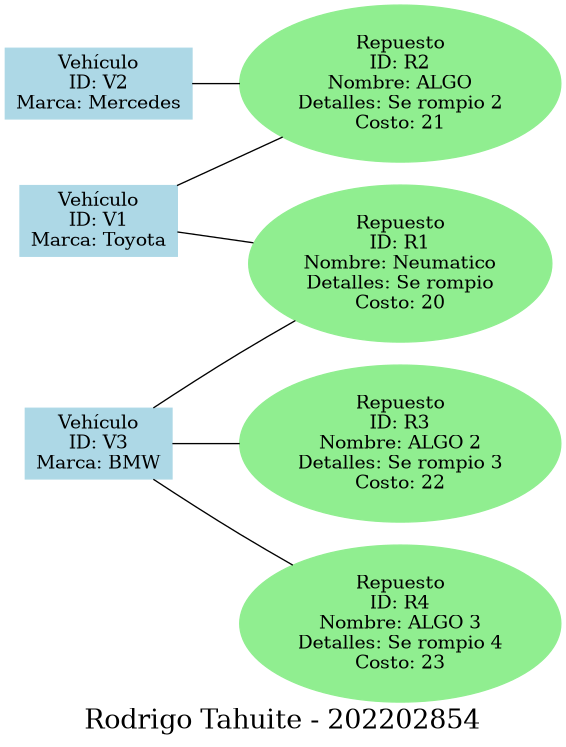 Vehículo
ID: V2
Marca: Mercedes
Repuesto
ID: R2
Nombre: ALGO
Detalles: Se rompio 2
Costo: 21
Vehículo
ID: V1
Marca: Toyota
Repuesto
ID: R1
Nombre: Neumatico
Detalles: Se rompio
Costo: 20
Vehículo
ID: V3
Marca: BMW
Repuesto
ID: R3
Nombre: ALGO 2
Detalles: Se rompio 3
Costo: 22
Repuesto
ID: R4
Nombre: ALGO 3
Detalles: Se rompio 4
Costo: 23
Rodrigo Tahuite - 202202854